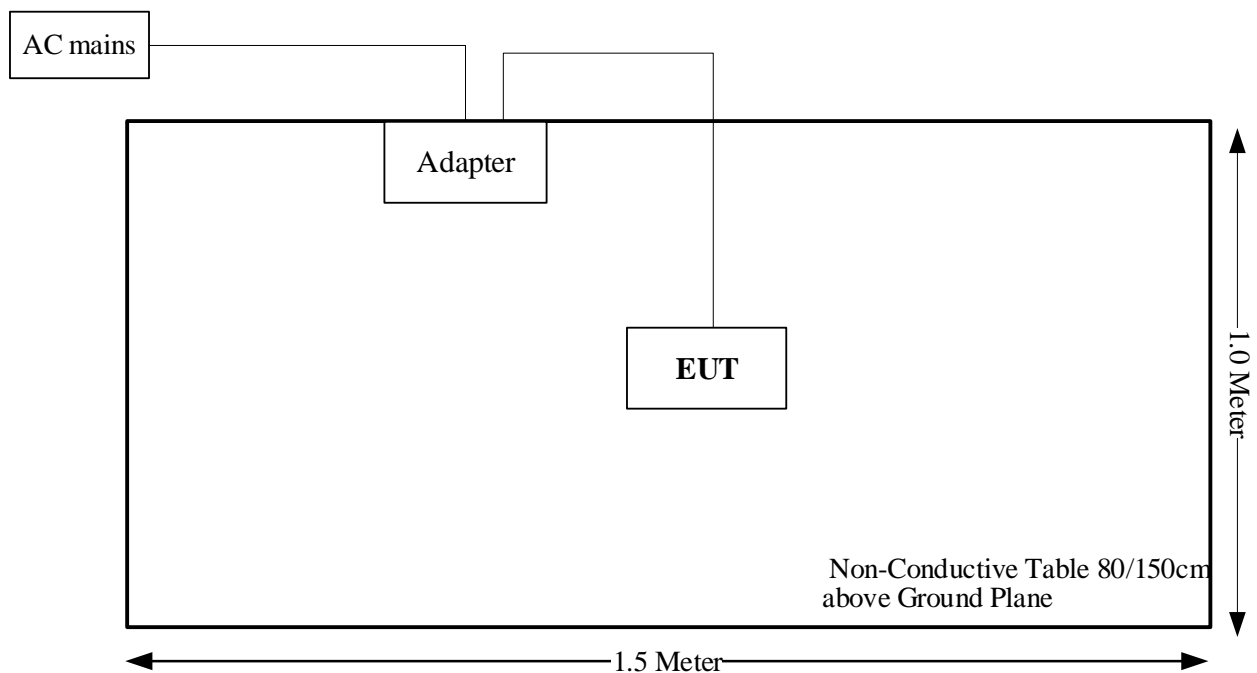 AC mains
Adapter
EUT
1.0 Meter
Non-Conductive Table 80/150cm
above Ground Plane
1.5 Meter